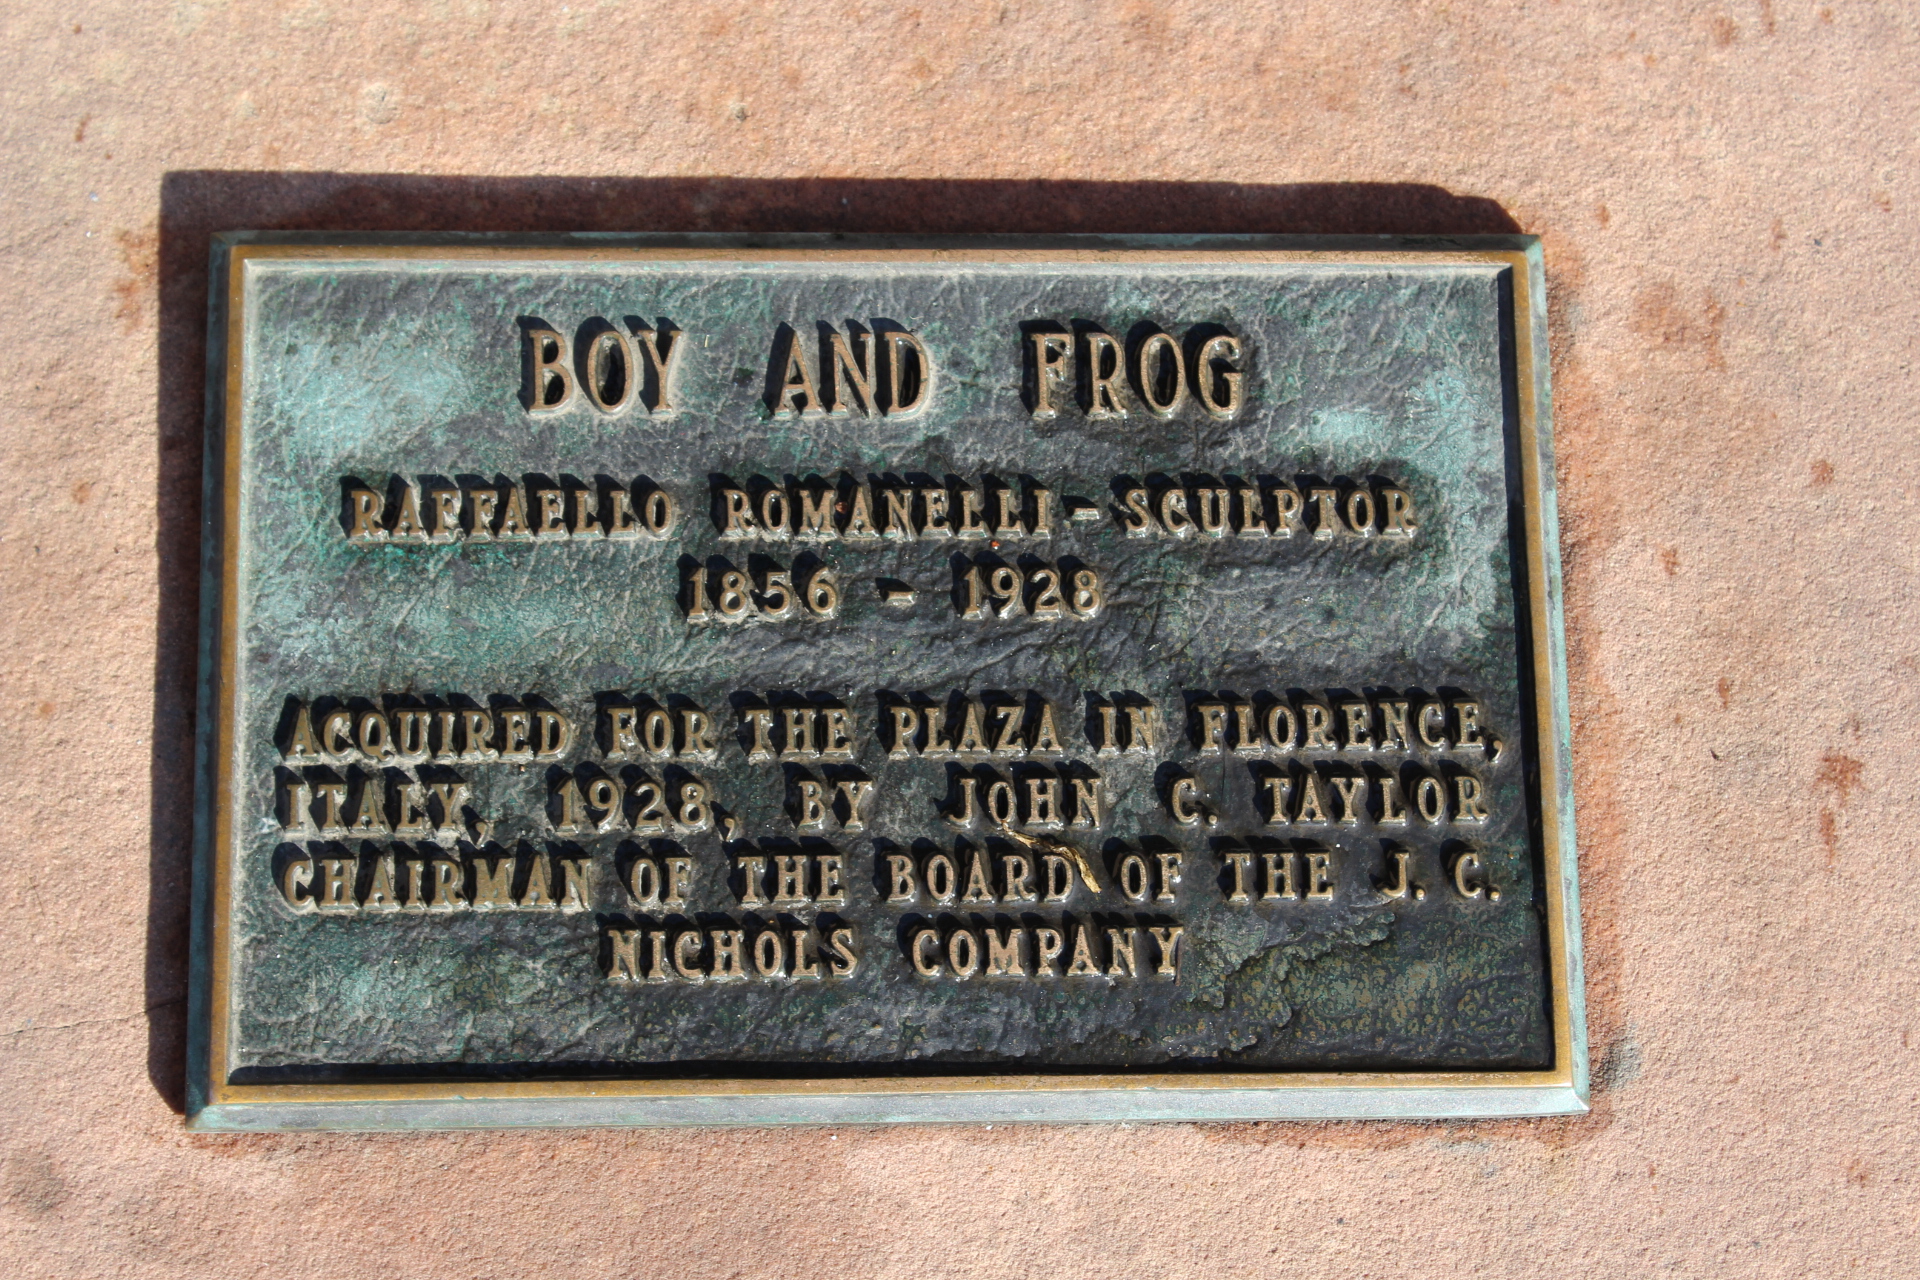 BOY AND FROG
RAFFAELLO ROMANELLI - SCULPTOR
1856 - 1928
ACQUIRED FOR THE PLAZA IN FLORENCE,
ITALY, 1928, BY JOHN C. TAYLOR
CHAIRMAN OF THE BOARD OF THE J. C.
NICHOLS COMPANY